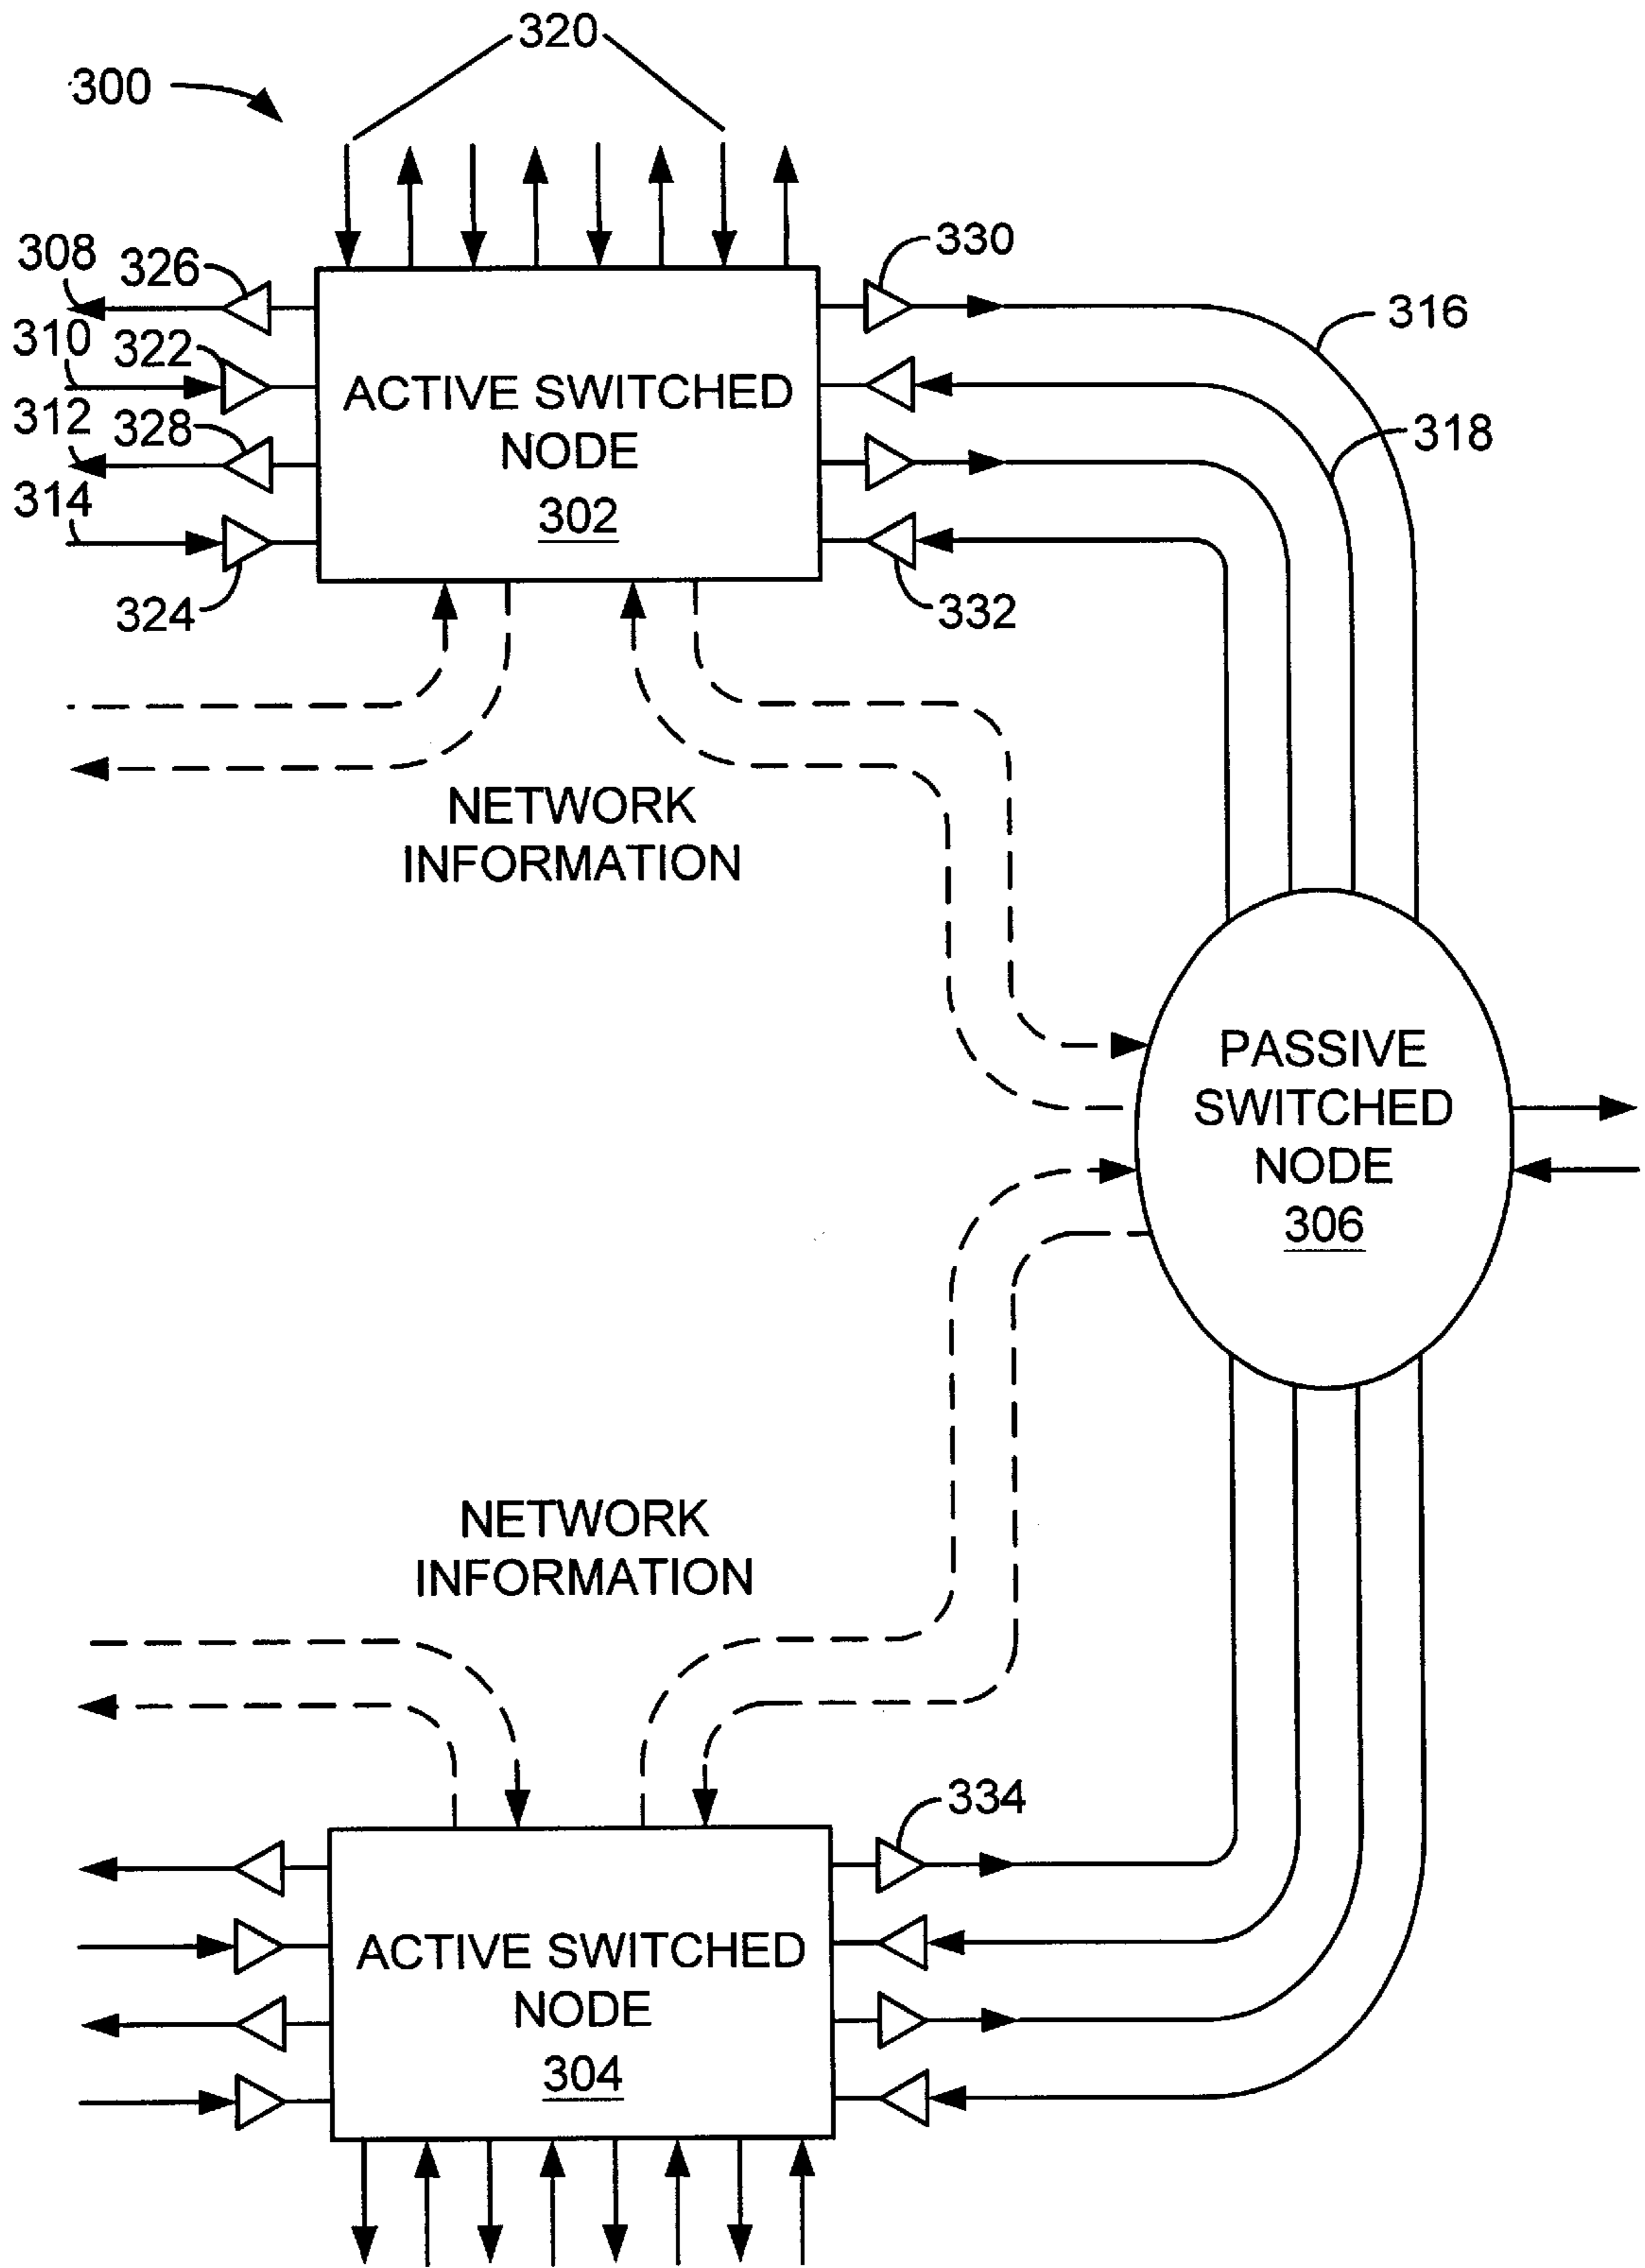 320
300
308
326
330
310
322
316
312
328
318
314
324
332
ACTIVE SWITCHED
NODE
302
NETWORK
INFORMATION
PASSIVE
SWITCHED
NODE
306
NETWORK
INFORMATION
334
ACTIVE SWITCHED
NODE
304